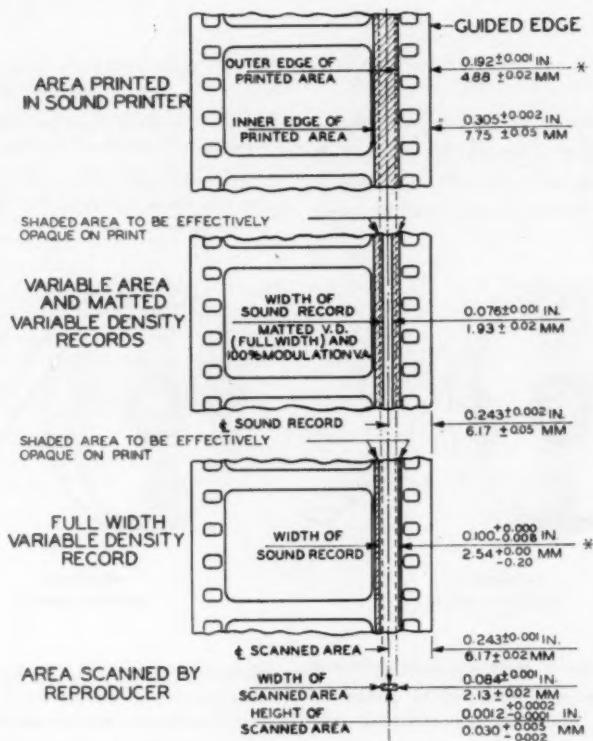 GUIDED EDGE
AREA PRINTED
IN SOUND PRINTER
OUTER EDGE OF
PRINTED AREA
0.192±0.001 IN. *
4.88 ±0.02 MM
INNER EDGE OF
PRINTED AREA
0.305±0.002 IN.
7.75 ±0.05 MM
SHADED AREA TO BE EFFECTIVELY
OPAQUE ON PRINT
VARIABLE AREA
AND MATTED
VARIABLE DENSITY
RECORDS
WIDTH OF
SOUND RECORD
MATTED V.D.
(FULL WIDTH) AND
100% MODULATION V.A.
0.076±0.001 IN.
1.93 ± 0.02 MM
℄ SOUND RECORD
0.243±0.002 IN.
6.17 ±0.05 MM
SHADED AREA TO BE EFFECTIVELY
OPAQUE ON PRINT
FULL WIDTH
VARIABLE DENSITY
RECORD
WIDTH OF
SOUND RECORD
0.100 +0.000 -0.008 IN. *
2.54 +0.00 -0.20 MM
℄ SCANNED AREA
0.243±0.001 IN.
6.17±0.02 MM
AREA SCANNED BY
REPRODUCER
WIDTH OF
SCANNED AREA
0.084±0.001 IN.
2.13 ±0.02 MM
HEIGHT OF
SCANNED AREA
0.0012 +0.0002 -0.0001 IN.
0.030 +0.005 -0.002 MM